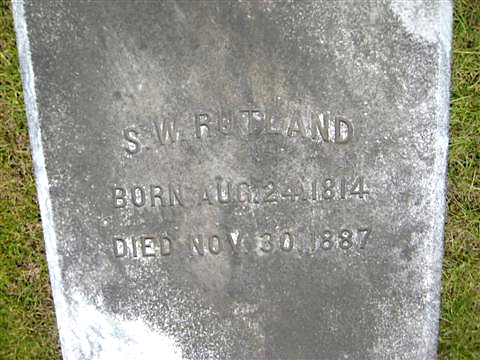 S. W. RUTLAND
BORN AUG. 24. 1814
DIED NOV. 30. 1887